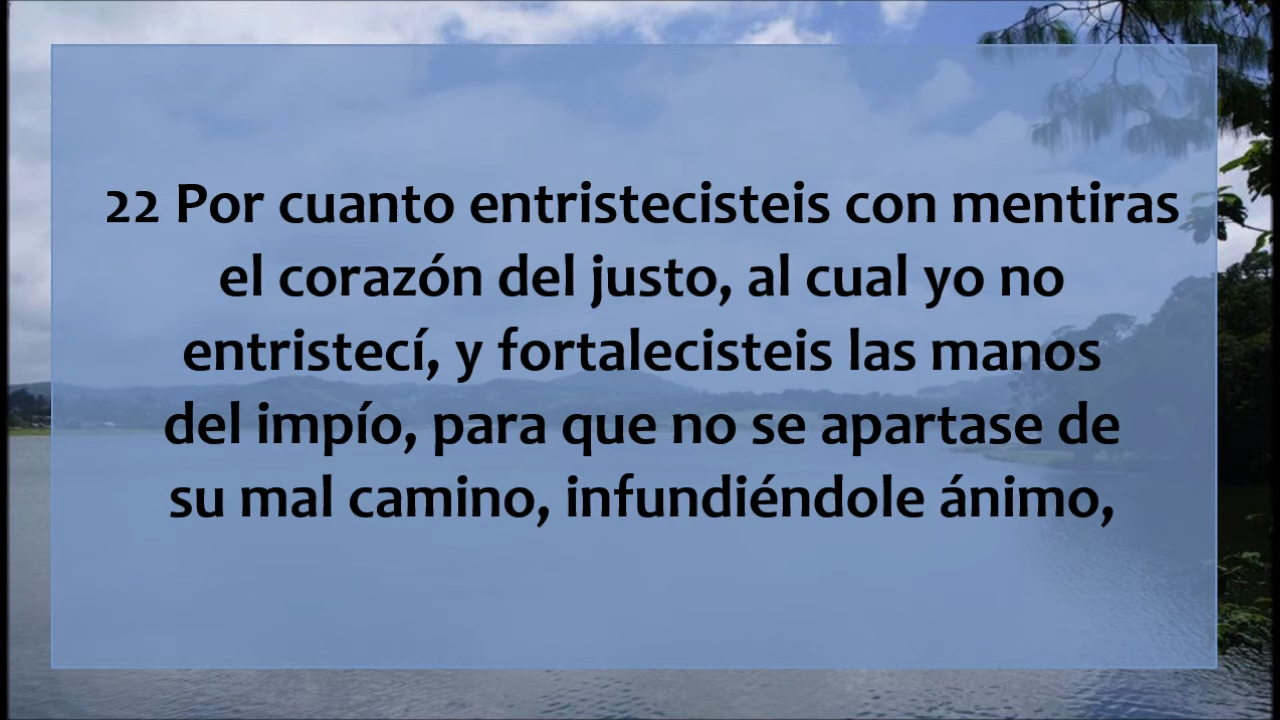 22 Por cuanto entristecisteis con mentiras
el corazón del justo, al cual yo no
entristecí, y fortalecisteis las manos
del impío, para que no se apartase de
su mal camino, infundiéndole ánimo,